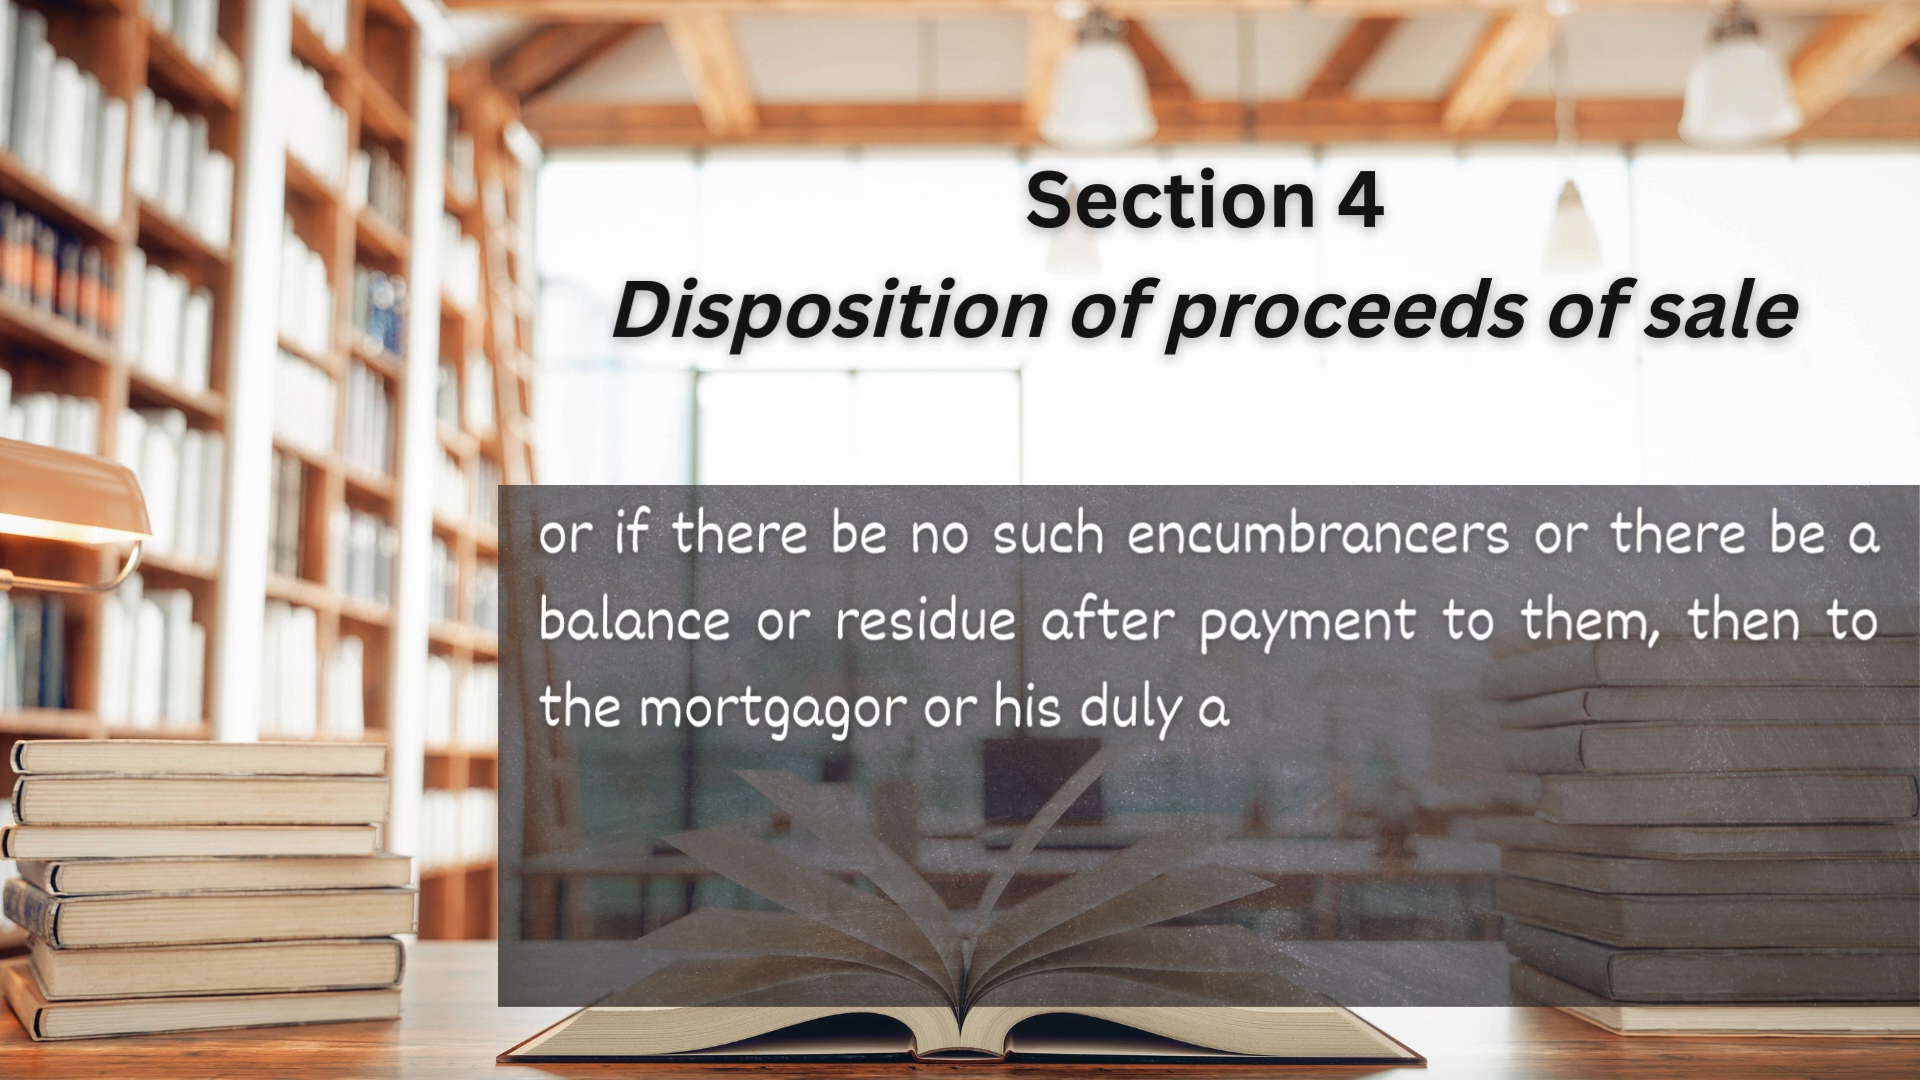 Section 4
Disposition of proceeds of sale
or if there be no such encumbrancers or there be a
balance or residue after payment to them, then to
the mortgagor or his duly a